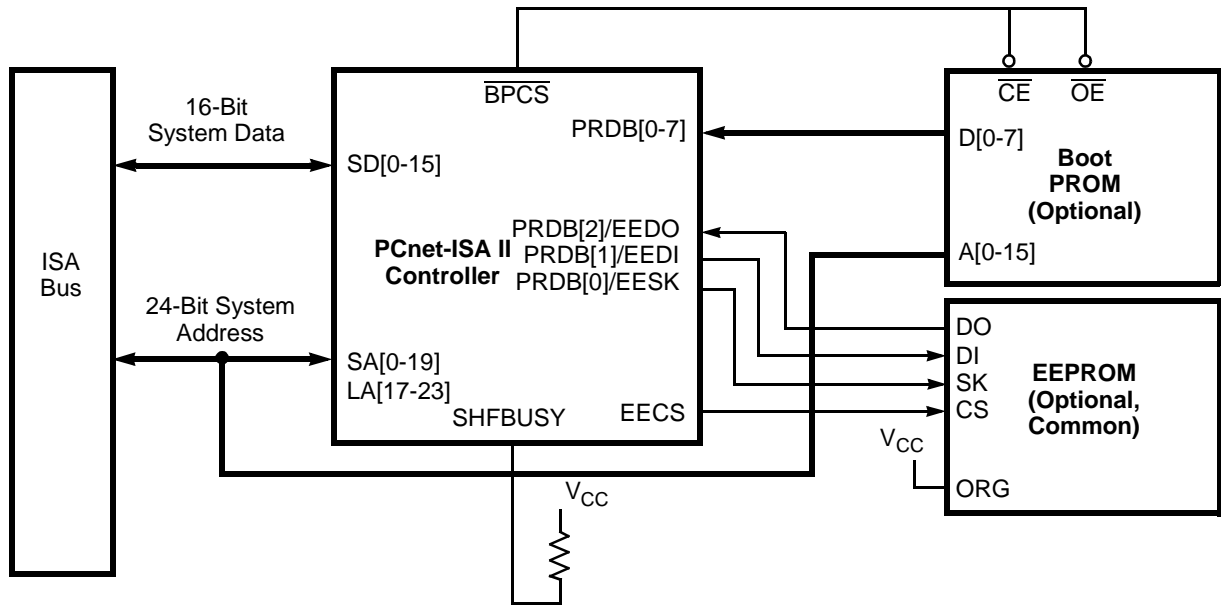 ISA
Bus
16-Bit
System Data
24-Bit System
Address
BPCS
PRDB[0-7]
SD[0-15]
PCnet-ISA II
Controller
PRDB[2]/EEDO
PRDB[1]/EEDI
PRDB[0]/EESK
SA[0-19]
LA[17-23]
SHFBUSY
EECS
VCC
CE
OE
D[0-7]
Boot
PROM
(Optional)
A[0-15]
DO
DI
SK
CS
EEPROM
(Optional,
Common)
VCC
ORG